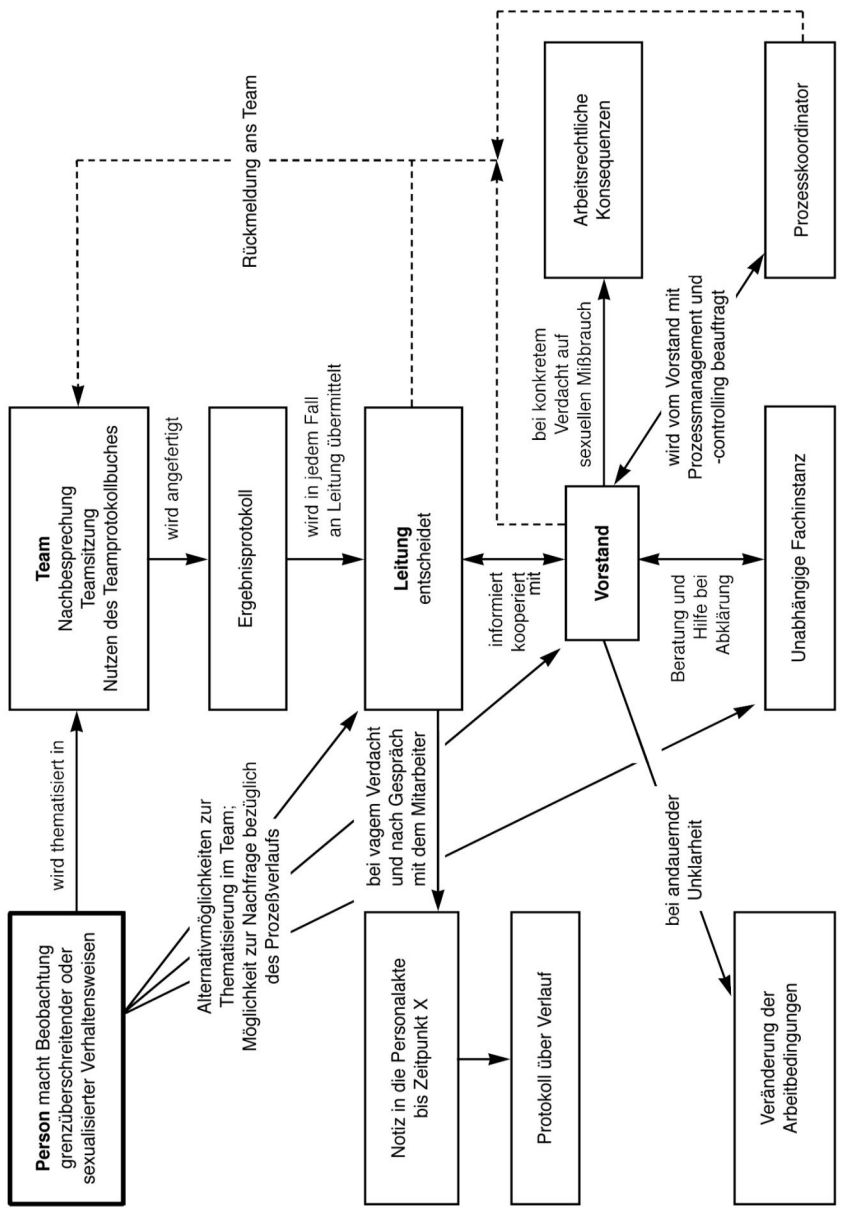 Person macht Beobachtung
grenzüberschreitender oder
sexualisierter Verhaltensweisen
wird thematisiert in
Team
Nachbesprechung
Teamsitzung
Nutzen des Teamprotokollbuches
Rückmeldung ans Team
wird angefertigt
Ergebnisprotokoll
wird in jedem Fall
an Leitung übermittelt
Alternativmöglichkeiten zur
Thematisierung im Team;
Möglichkeit zur Nachfrage bezüglich
des Prozeßverlaufs
Leitung
entscheidet
bei vagem Verdacht
und nach Gespräch
mit dem Mitarbeiter
Notiz in die Personalakte
bis Zeitpunkt X
Protokoll über Verlauf
informiert
kooperiert
mit
Vorstand
bei konkretem
Verdacht auf
sexuellen Mißbrauch
Arbeitsrechtliche
Konsequenzen
bei andauernder
Unklarheit
Veränderung der
Arbeitbedingungen
Beratung und
Hilfe bei
Abklärung
Unabhängige Fachinstanz
wird vom Vorstand mit
Prozessmanagement und
-controlling beauftragt
Prozesskoordinator